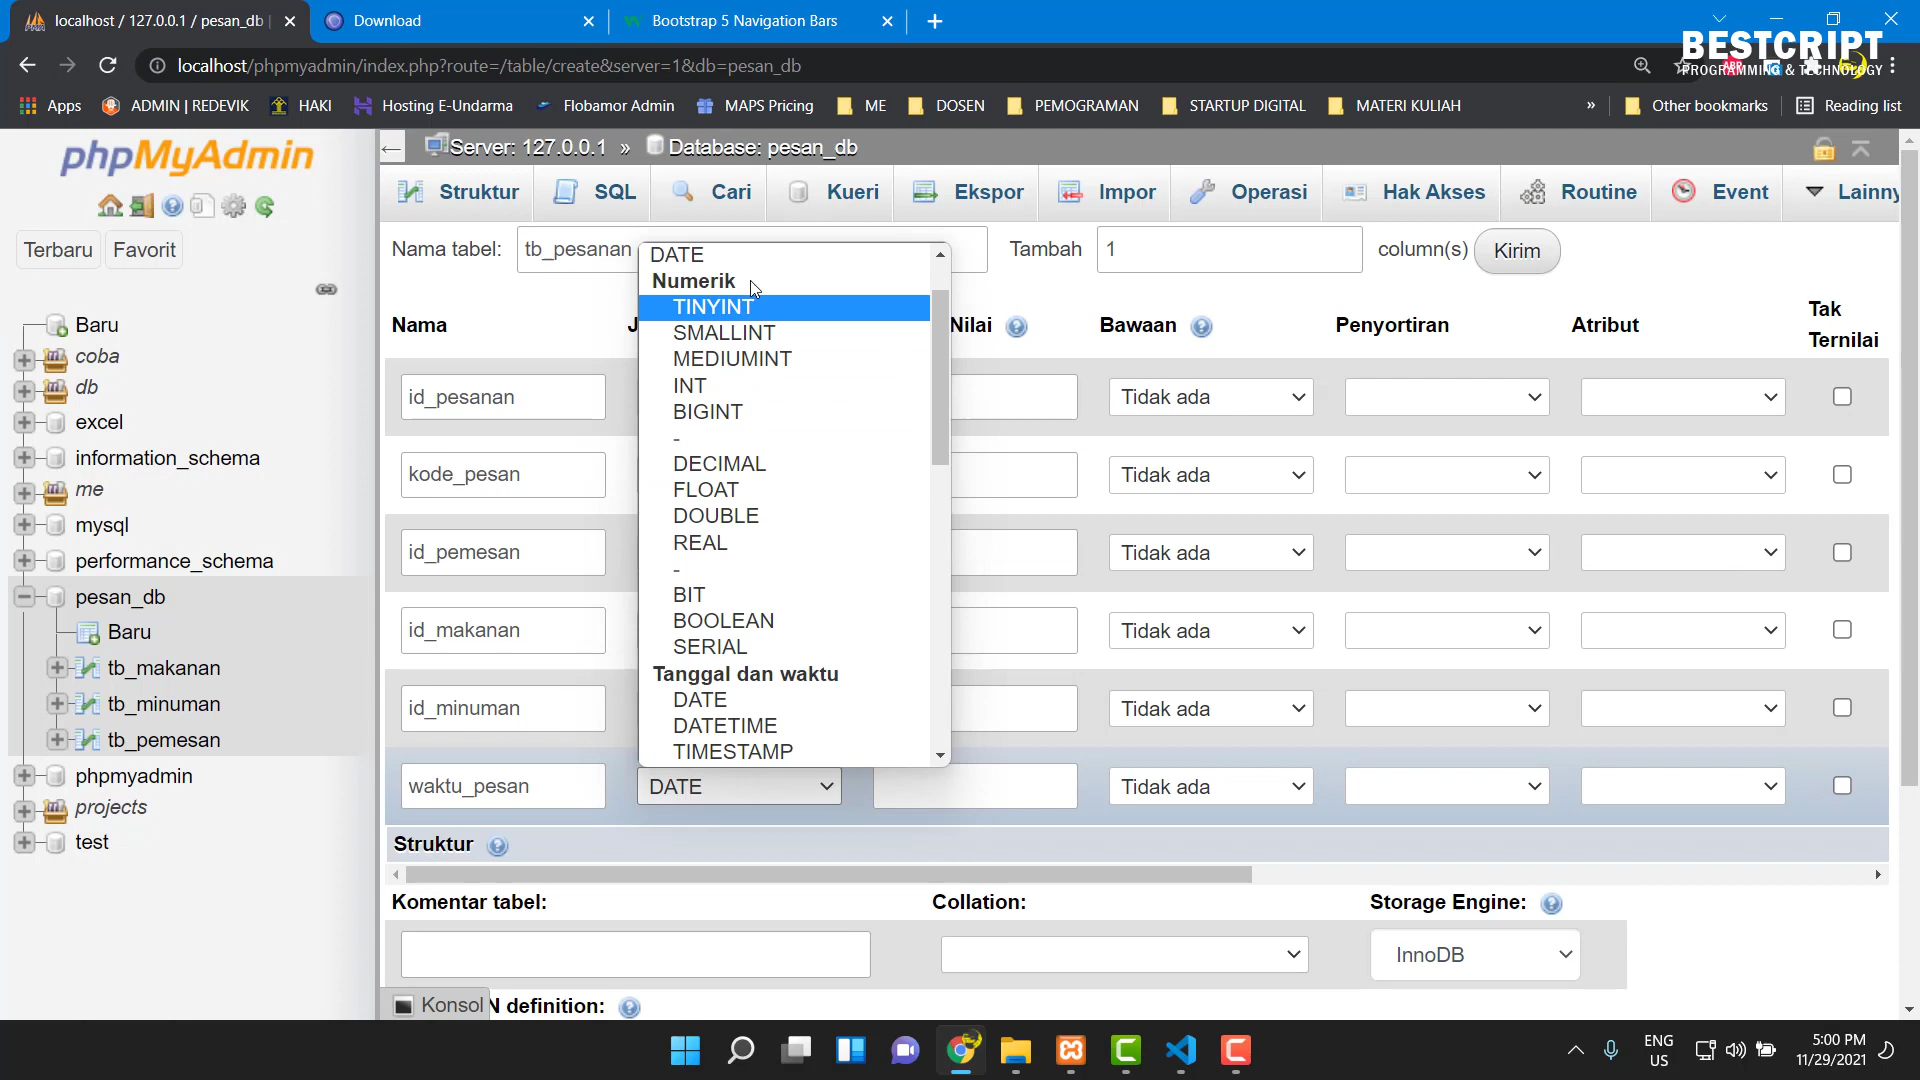 localhost / 127.0.0.1 / pesan_db |
Download
Bootstrap 5 Navigation Bars
BESTCRIPT
PROGRAMMING & TECHNOLOGY
localhost/phpmyadmin/index.php?route=/table/create&server=1&db=pesan_db
Apps
ADMIN | REDEVIK
HAKI
Hosting E-Undarma
Flobamor Admin
MAPS Pricing
ME
DOSEN
PEMOGRAMAN
STARTUP DIGITAL
MATERI KULIAH
»
Other bookmarks
Reading list
phpMyAdmin
Terbaru
Favorit
Baru
coba
db
excel
information_schema
me
mysql
performance_schema
pesan_db
Baru
tb_makanan
tb_minuman
tb_pemesan
phpmyadmin
projects
test
Server: 127.0.0.1 » Database: pesan_db
Struktur
SQL
Cari
Kueri
Ekspor
Impor
Operasi
Hak Akses
Routine
Event
Lainny
Nama tabel:
tb_pesanan
Tambah
1
column(s)
Kirim
Nama
J
Nilai
Bawaan
Penyortiran
Atribut
Tak
Ternilai
id_pesanan
Tidak ada
kode_pesan
Tidak ada
id_pemesan
Tidak ada
id_makanan
Tidak ada
id_minuman
Tidak ada
waktu_pesan
DATE
Tidak ada
DATE
Numerik
TINYINT
SMALLINT
MEDIUMINT
INT
BIGINT
-
DECIMAL
FLOAT
DOUBLE
REAL
-
BIT
BOOLEAN
SERIAL
Tanggal dan waktu
DATE
DATETIME
TIMESTAMP
Struktur
Komentar tabel:
Collation:
Storage Engine:
InnoDB
Konsol
N definition:
ENG
US
5:00 PM
11/29/2021